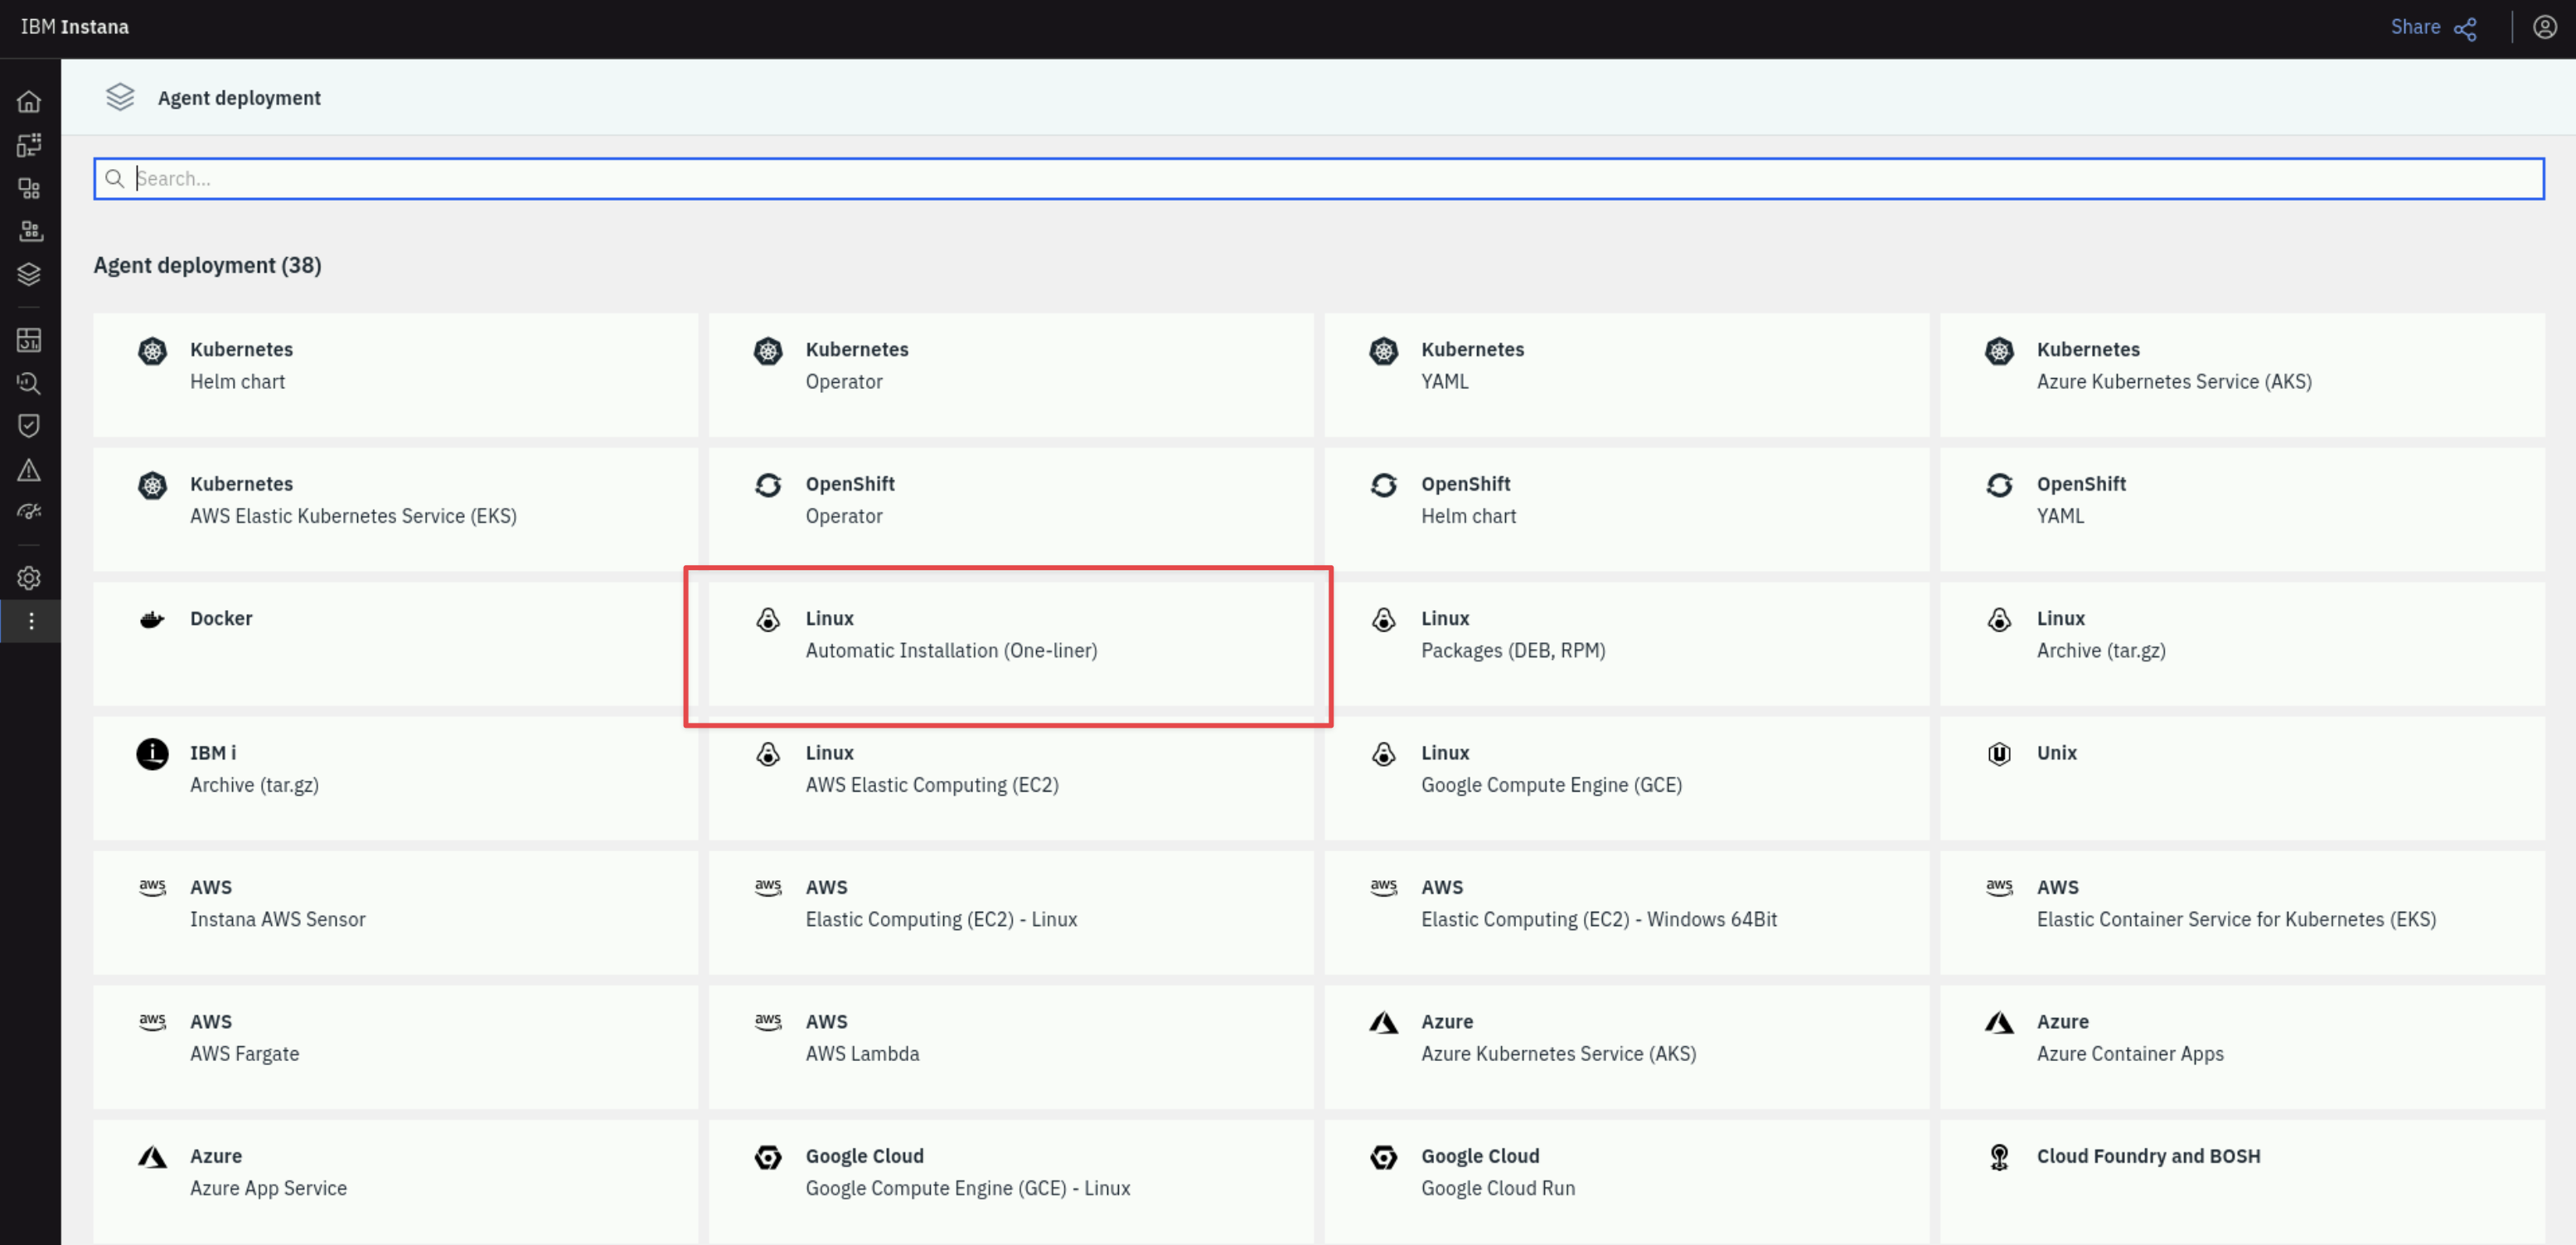 IBM Instana
Share
Agent deployment
Search...
Agent deployment (38)
Kubernetes
Helm chart
Kubernetes
Operator
Kubernetes
YAML
Kubernetes
Azure Kubernetes Service (AKS)
Kubernetes
AWS Elastic Kubernetes Service (EKS)
OpenShift
Operator
OpenShift
Helm chart
OpenShift
YAML
Docker
Linux
Automatic Installation (One-liner)
Linux
Packages (DEB, RPM)
Linux
Archive (tar.gz)
IBM i
Archive (tar.gz)
Linux
AWS Elastic Computing (EC2)
Linux
Google Compute Engine (GCE)
Unix
aws
AWS
Instana AWS Sensor
aws
AWS
Elastic Computing (EC2) - Linux
aws
AWS
Elastic Computing (EC2) - Windows 64Bit
aws
AWS
Elastic Container Service for Kubernetes (EKS)
aws
AWS
AWS Fargate
aws
AWS
AWS Lambda
Azure
Azure Kubernetes Service (AKS)
Azure
Azure Container Apps
Azure
Azure App Service
Google Cloud
Google Compute Engine (GCE) - Linux
Google Cloud
Google Cloud Run
Cloud Foundry and BOSH